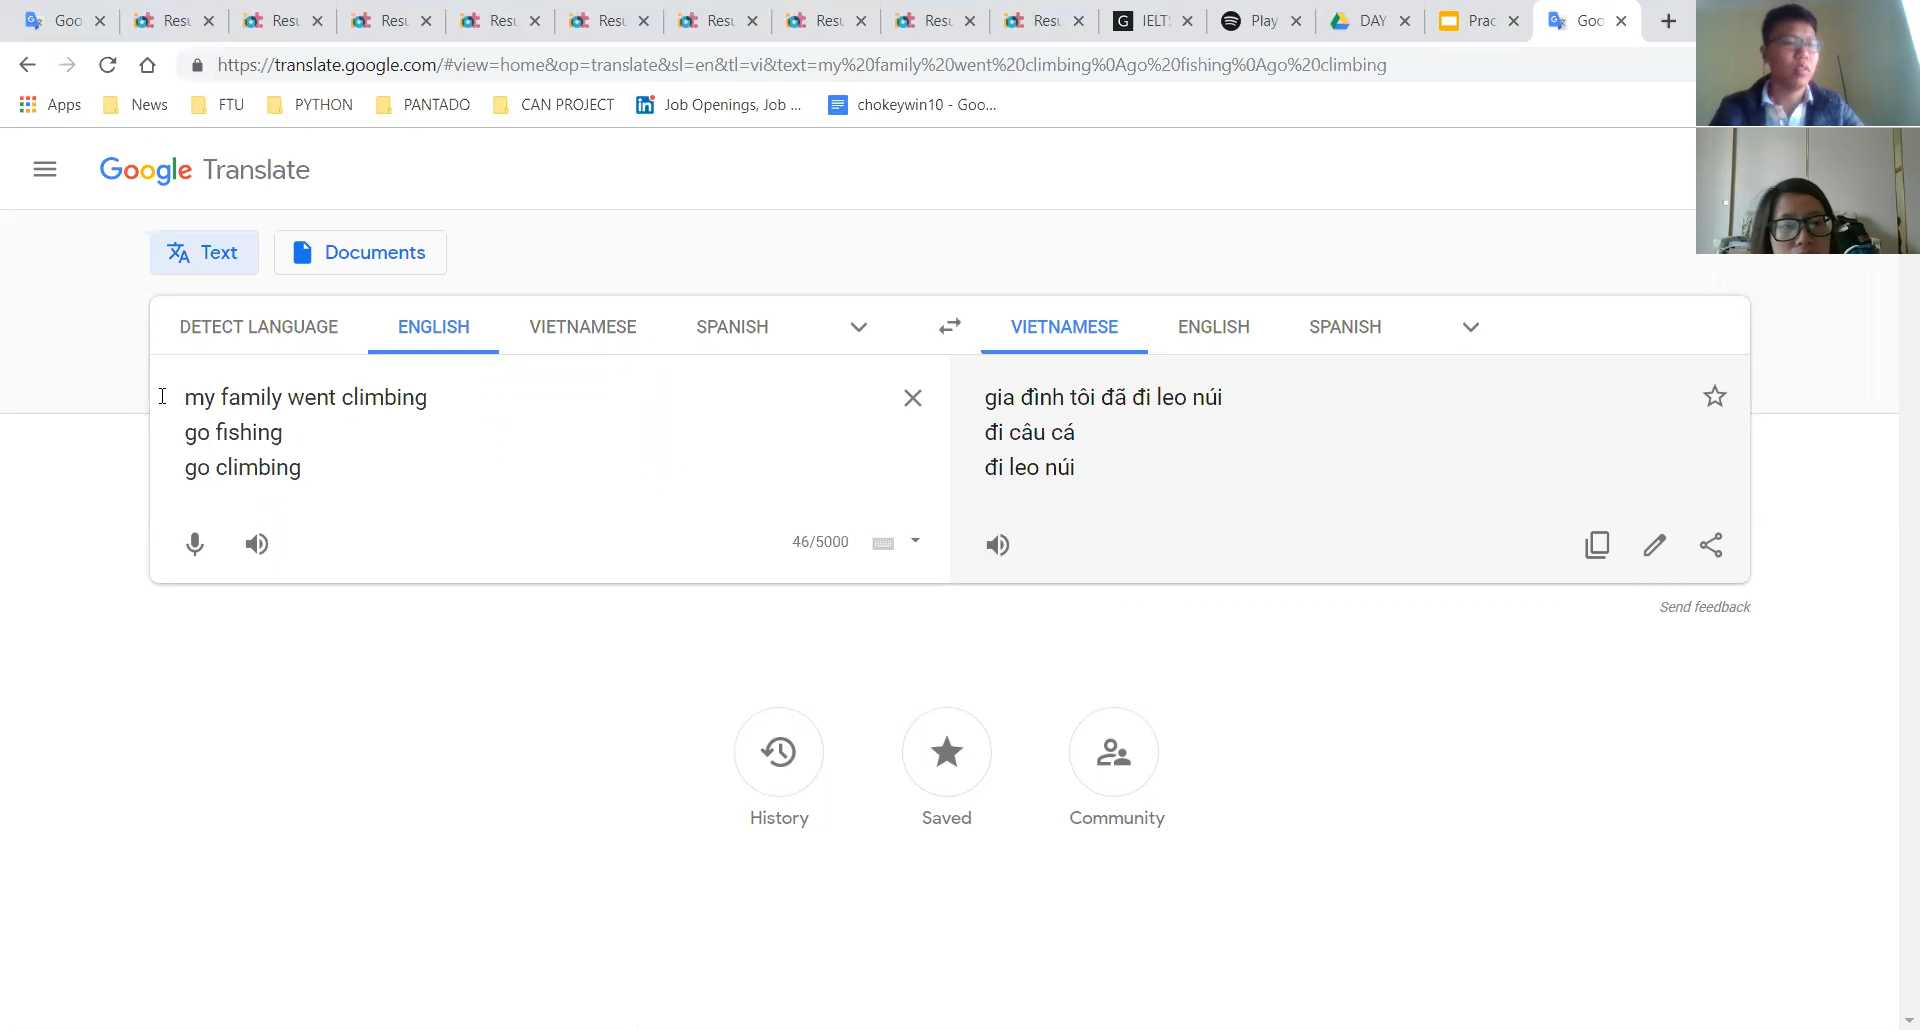 Goo Resu Resu Resu Resu Resu Resu Resu Resu Resu G IELT Play DAY Prac Goo
https://translate.google.com/#view=home&op=translate&sl=en&tl=vi&text=my%20family%20went%20climbing%0Ago%20fishing%0Ago%20climbing
Apps News FTU PYTHON PANTADO CAN PROJECT Job Openings, Job ... chokeywin10 - Goo...
Google Translate
Text Documents
DETECT LANGUAGE ENGLISH VIETNAMESE SPANISH VIETNAMESE ENGLISH SPANISH
my family went climbing
go fishing
go climbing
46/5000
gia đình tôi đã đi leo núi
đi câu cá
đi leo núi
Send feedback
History Saved Community